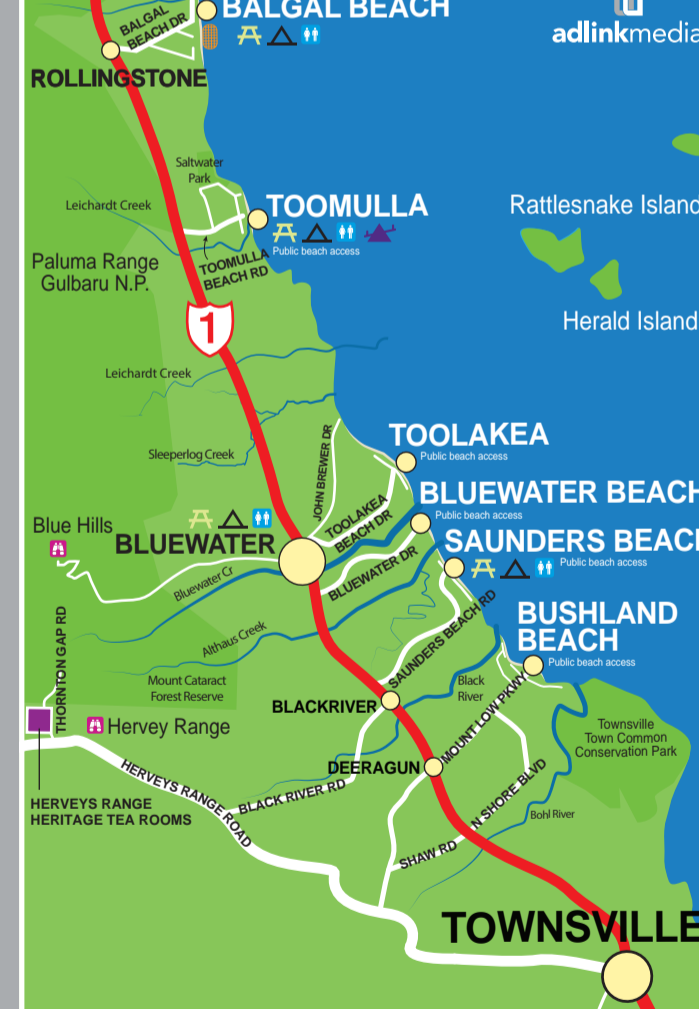 BALGAL BEACH
BALGAL
BEACH DR
adlinkmedia
ROLLINGSTONE
Saltwater
Park
Leichardt Creek
TOOMULLA
Public beach access
TOOMULLA
BEACH RD
Rattlesnake Island
Paluma Range
Gulbaru N.P.
Herald Island
1
Leichardt Creek
Sleeperlog Creek
JOHN BREWER DR
TOOLAKEA
Public beach access
TOOLAKEA
BEACH DR
BLUEWATER BEACH
Public beach access
Blue Hills
BLUEWATER
SAUNDERS BEAC
Public beach access
BLUEWATER DR
Bluewater Cr
SAUNDERS BEACH RD
BUSHLAND
BEACH
Public beach access
Althaus Creek
THORNTON GAP RD
Mount Cataract
Forest Reserve
Black
River
BLACKRIVER
MOUNT LOW PKWY
Hervey Range
Townsville
Town Common
Conservation Park
DEERAGUN
HERVEYS RANGE
HERITAGE TEA ROOMS
HERVEYS RANGE ROAD
BLACK RIVER RD
N SHORE BLVD
Bohl River
SHAW RD
TOWNSVILLE